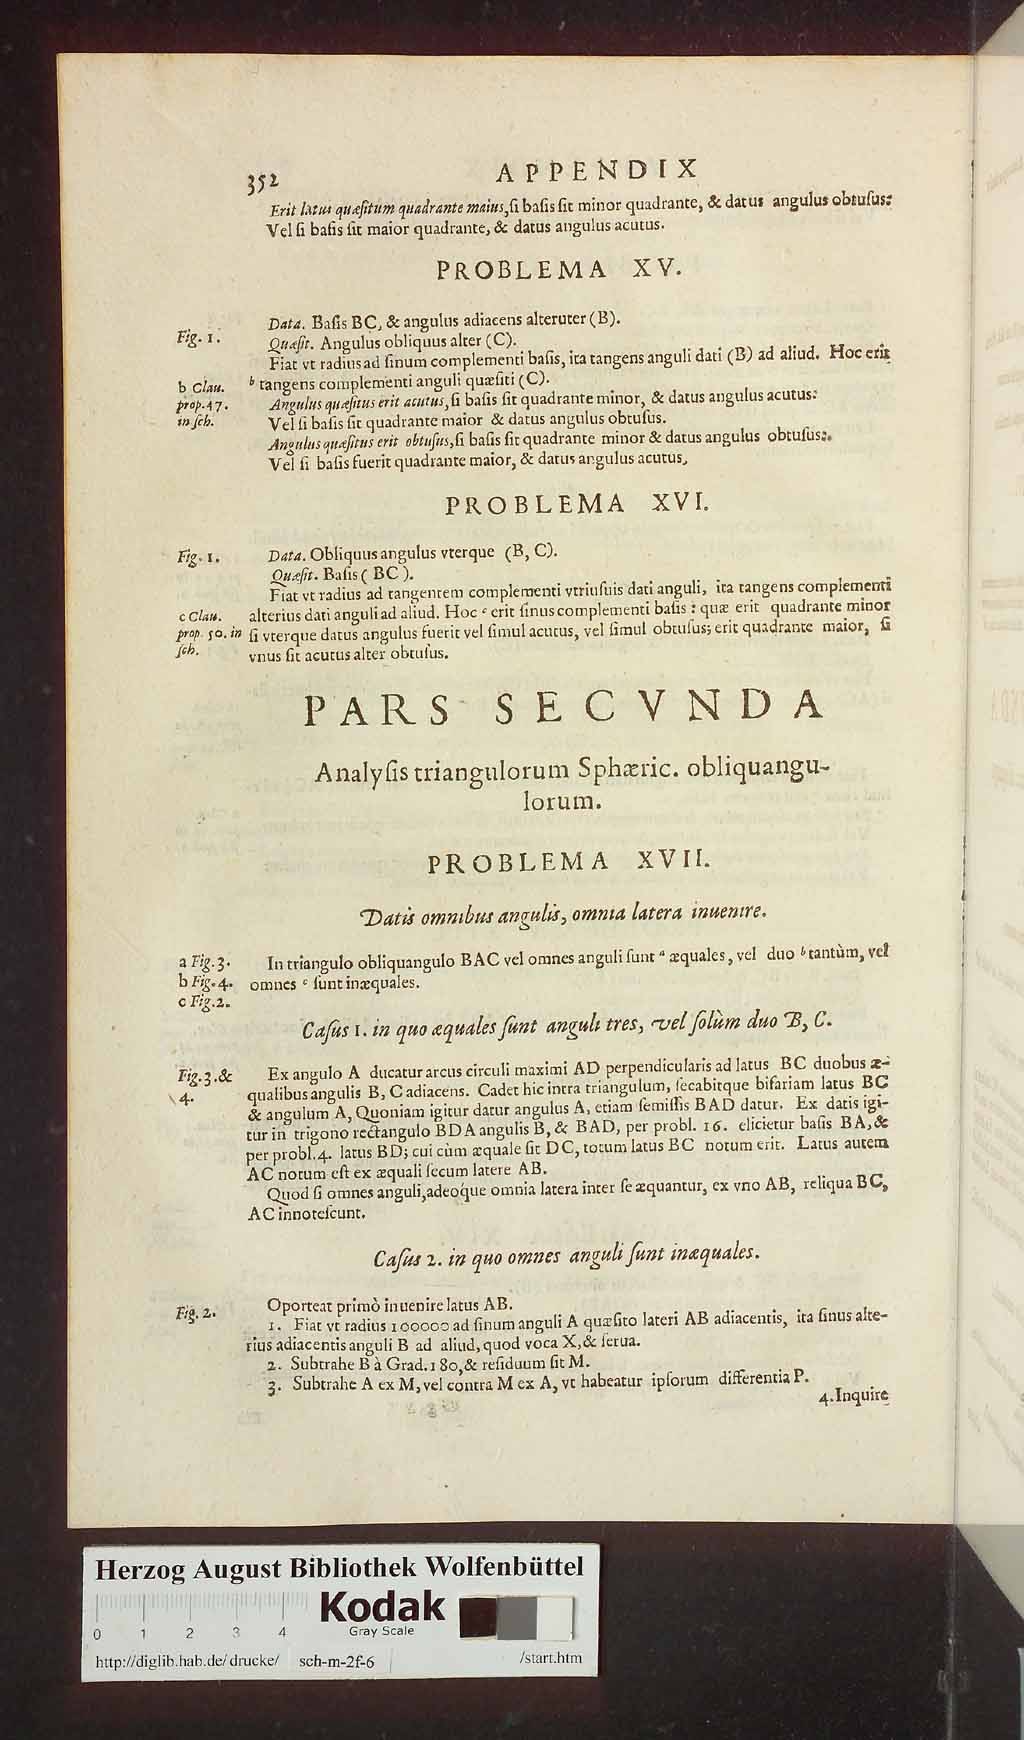 352 APPENDIX
Erit latus quæsitum quadrante maius, si basis sit minor quadrante, & datus angulus obtusus:
Vel si basis sit maior quadrante, & datus angulus acutus.
PROBLEMA XV.
Data. Basis BC, & angulus adiacens alteruter (B).
Fig. 1.
Quæsit. Angulus obliquus alter (C).
Fiat vt radius ad sinum complementi basis, ita tangens anguli dati (B) ad aliud. Hoc erit
b Clau.
prop. 47.
in sch.
b tangens complementi anguli quæsiti (C).
Angulus quæsitus erit acutus, si basis sit quadrante minor, & datus angulus acutus:
Vel si basis sit quadrante maior & datus angulus obtusus.
Angulus quæsitus erit obtusus, si basis sit quadrante minor & datus angulus obtusus:
Vel si basis fuerit quadrante maior, & datus angulus acutus,
PROBLEMA XVI.
Fig. 1.
Data. Obliquus angulus vterque (B, C).
Quæsit. Basis ( BC ).
Fiat vt radius ad tangentem complementi vtriusuis dati anguli, ita tangens complementi
c Clau.
prop. 50. in
sch.
alterius dati anguli ad aliud. Hoc c erit sinus complementi basis: quæ erit quadrante minor
si vterque datus angulus fuerit vel simul acutus, vel simul obtusus; erit quadrante maior, si
vnus sit acutus alter obtusus.
PARS SECVNDA
Analysis triangulorum Sphæric. obliquangu-
lorum.
PROBLEMA XVII.
Datis omnibus angulis, omnia latera inuenire.
a Fig. 3.
b Fig. 4.
c Fig. 2.
In triangulo obliquangulo BAC vel omnes anguli sunt a æquales, vel duo b tantùm, vel
omnes c sunt inæquales.
Casus 1. in quo æquales sunt anguli tres, vel solùm duo B, C.
Fig. 3. &
4.
Ex angulo A ducatur arcus circuli maximi AD perpendicularis ad latus BC duobus æ-
qualibus angulis B, C adiacens. Cadet hic intra triangulum, secabitque bifariam latus BC
& angulum A, Quoniam igitur datur angulus A, etiam semissis BAD datur. Ex datis igi-
tur in trigono rectangulo BDA angulis B, & BAD, per probl. 16. elicietur basis BA, &
per probl. 4. latus BD; cui cùm æquale sit DC, totum latus BC notum erit. Latus autem
AC notum est ex æquali secum latere AB.
Quod si omnes anguli, adeoque omnia latera inter se æquantur, ex vno AB, reliqua BC,
AC innotescunt.
Casus 2. in quo omnes anguli sunt inæquales.
Fig. 2.
Oporteat primò inuenire latus AB.
1. Fiat vt radius 100000 ad sinum anguli A quæsito lateri AB adiacentis, ita sinus alte-
rius adiacentis anguli B ad aliud, quod voca X, & serua.
2. Subtrahe B à Grad. 180, & residuum sit M.
3. Subtrahe A ex M, vel contra M ex A, vt habeatur ipsorum differentia P.
4. Inquire
Herzog August Bibliothek Wolfenbüttel
Kodak
Gray Scale
0 1 2 3 4
http://diglib.hab.de/drucke/ sch-m-2f-6 /start.htm